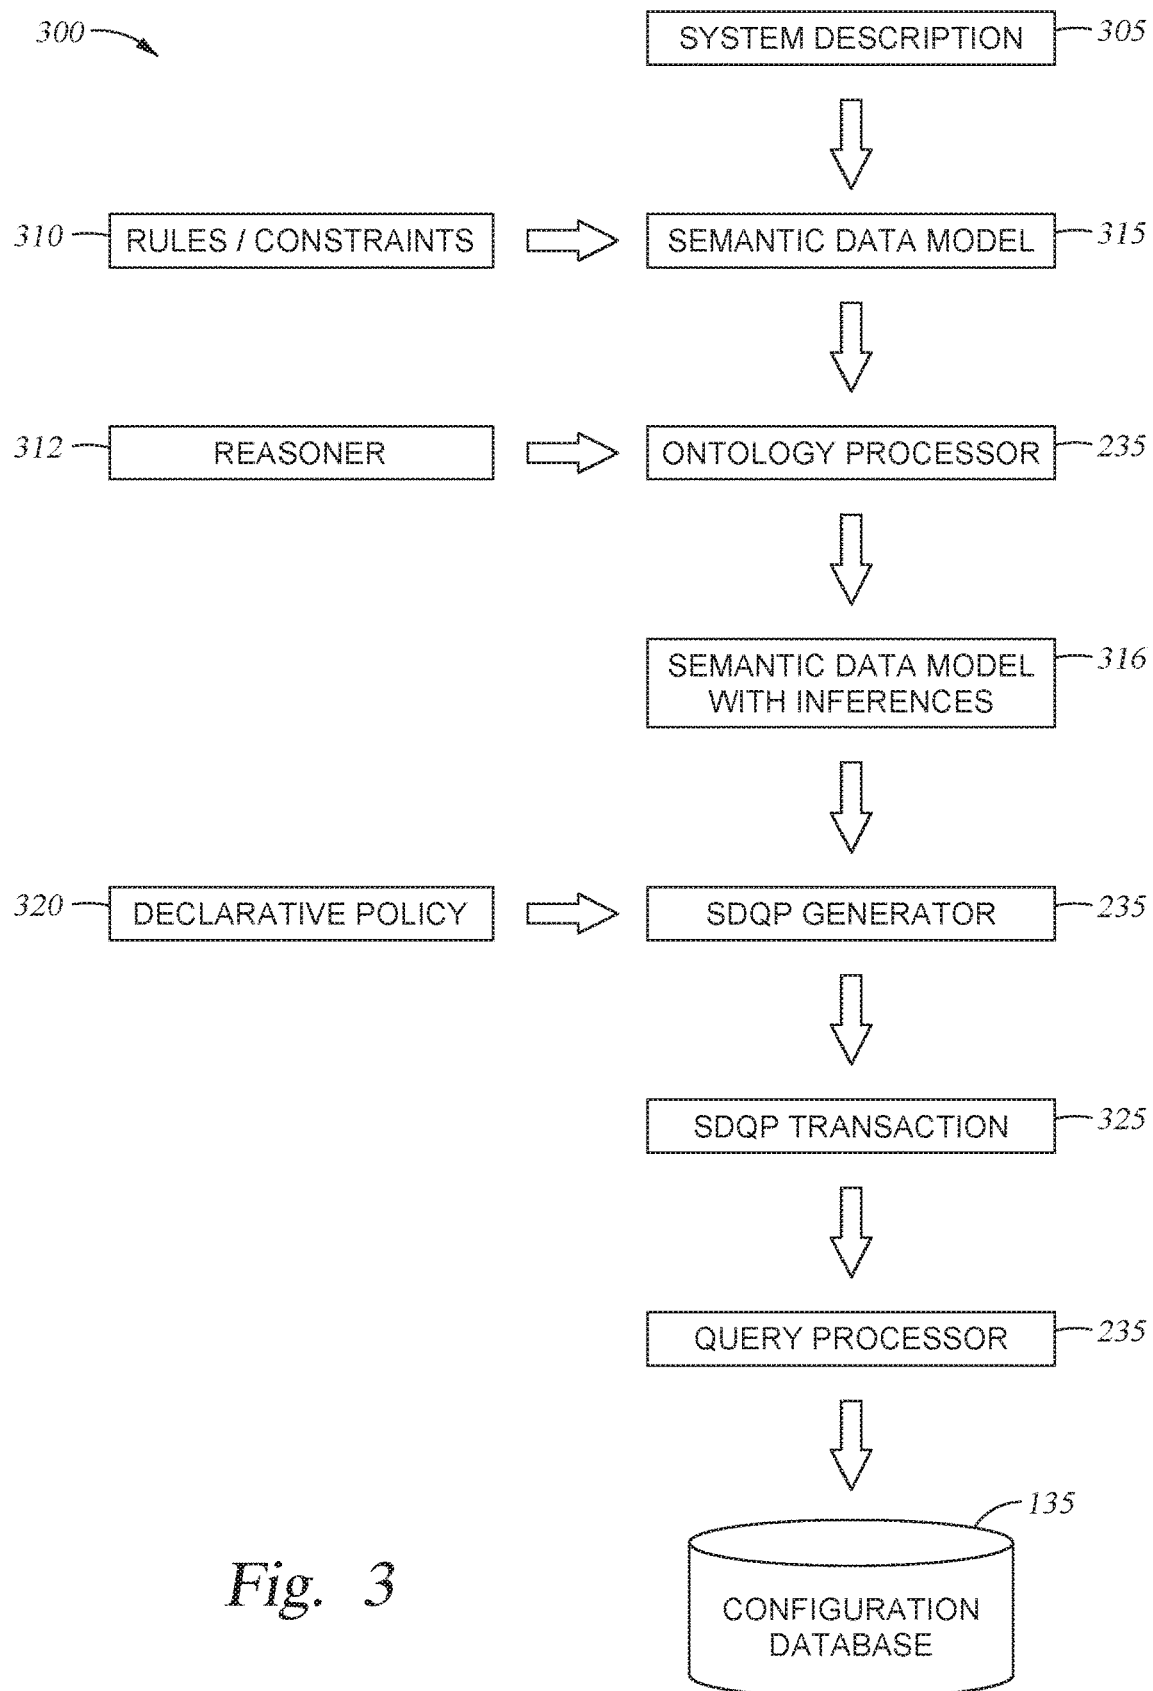 300
SYSTEM DESCRIPTION 305
310 RULES / CONSTRAINTS SEMANTIC DATA MODEL 315
312 REASONER ONTOLOGY PROCESSOR 235
SEMANTIC DATA MODEL 316
WITH INFERENCES
320 DECLARATIVE POLICY SDQP GENERATOR 235
SDQP TRANSACTION 325
QUERY PROCESSOR 235
135
CONFIGURATION
DATABASE
Fig. 3